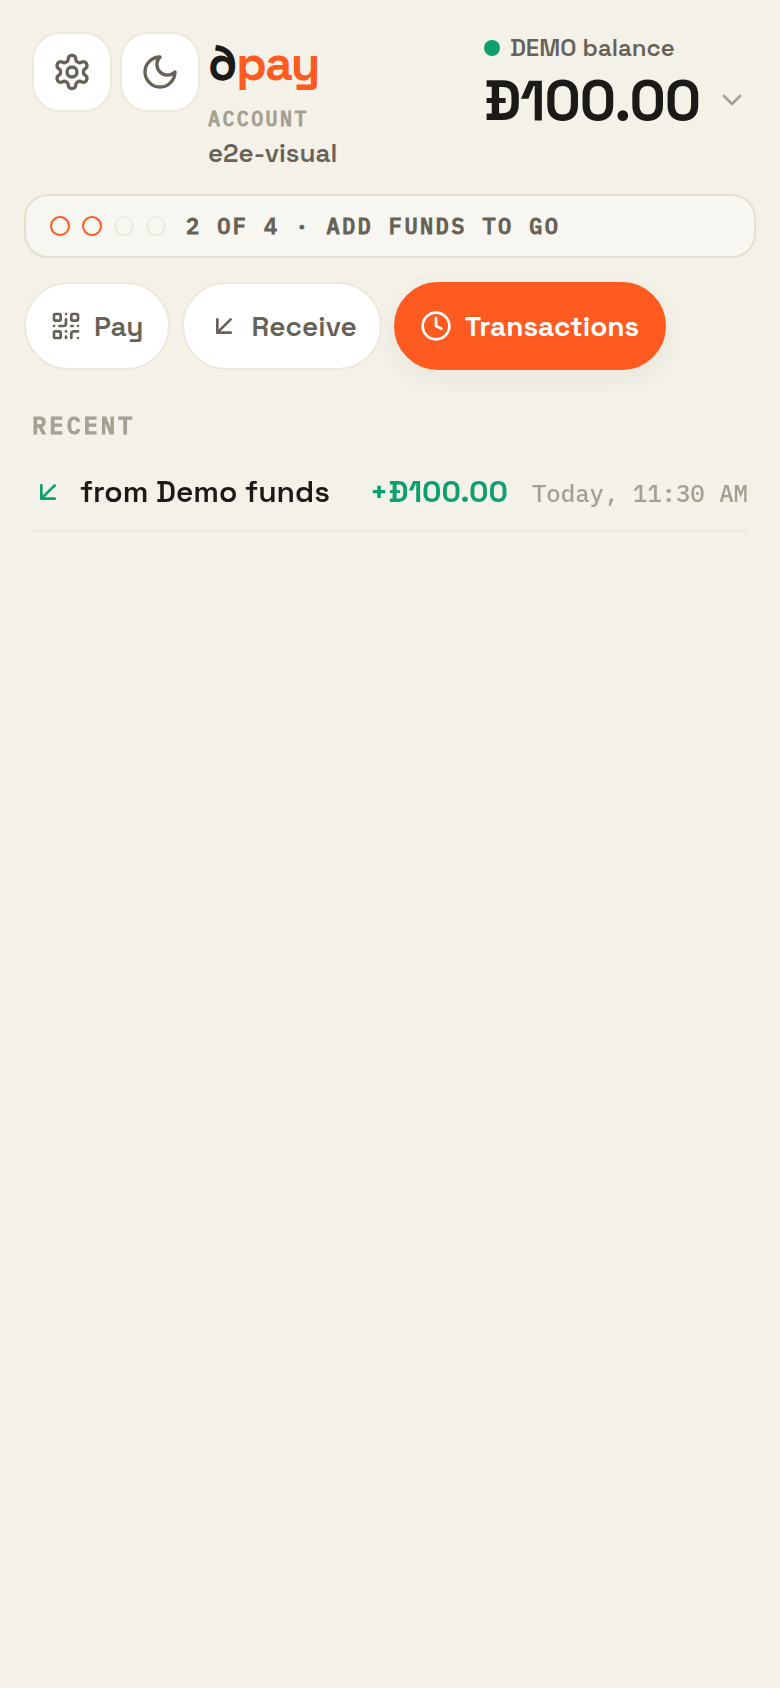 ∂pay
ACCOUNT
e2e-visual
DEMO balance
Đ100.00
2 OF 4 · ADD FUNDS TO GO
Pay
Receive
Transactions
RECENT
from Demo funds +Đ100.00 Today, 11:30 AM